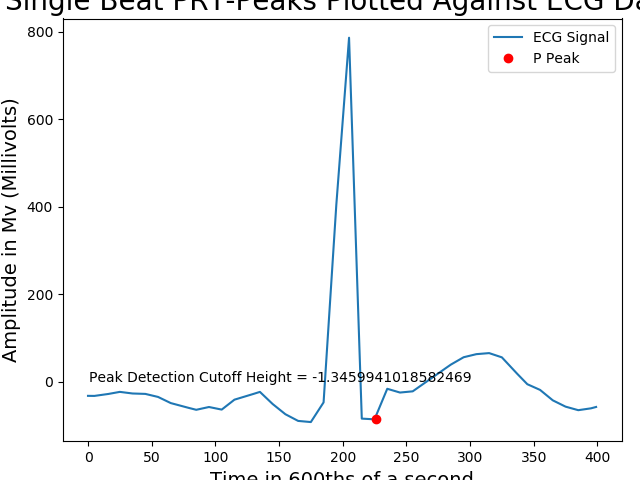 Single Beat PRT-Peaks Plotted Against ECG Da
ECG Signal
P Peak
Amplitude in Mv (Millivolts)
800
600
400
200
0
Peak Detection Cutoff Height = -1.3459941018582469
0 50 100 150 200 250 300 350 400
Time in 600ths of a second